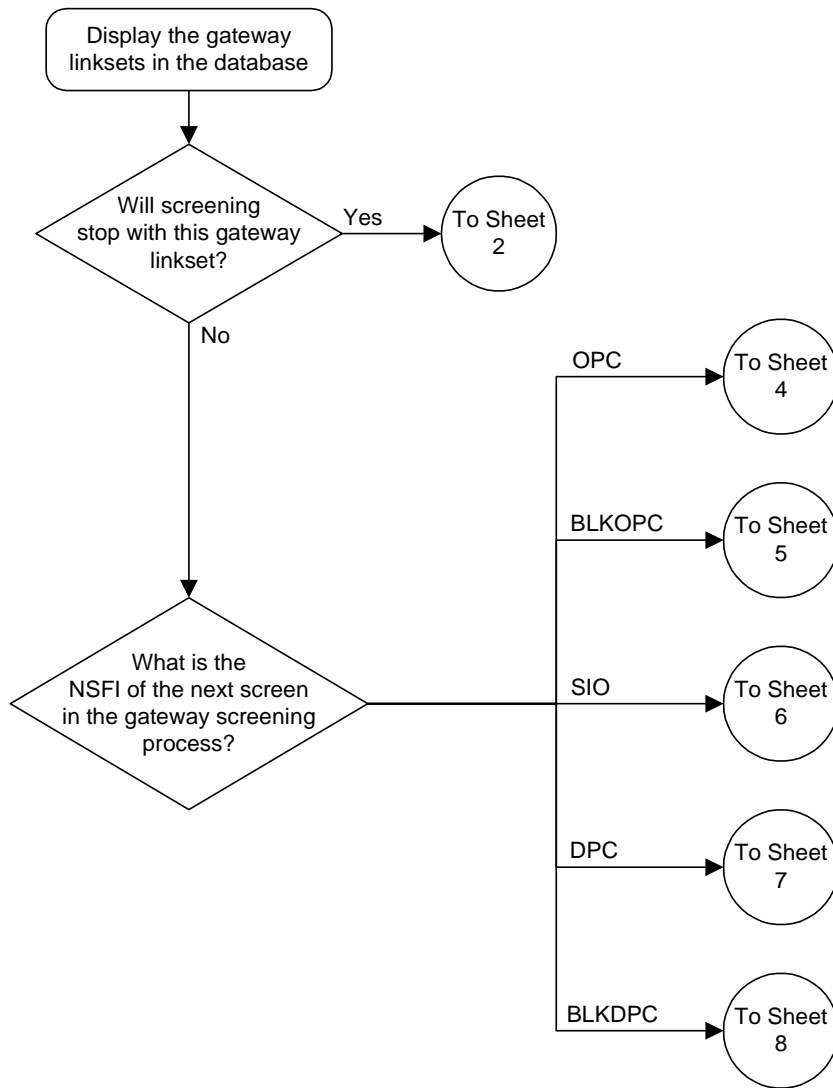 Display the gateway
linksets in the database
Will screening
stop with this gateway
linkset?
Yes
To Sheet
2
No
OPC
To Sheet
4
BLKOPC
To Sheet
5
What is the
NSFI of the next screen
in the gateway screening
process?
SIO
To Sheet
6
DPC
To Sheet
7
BLKDPC
To Sheet
8